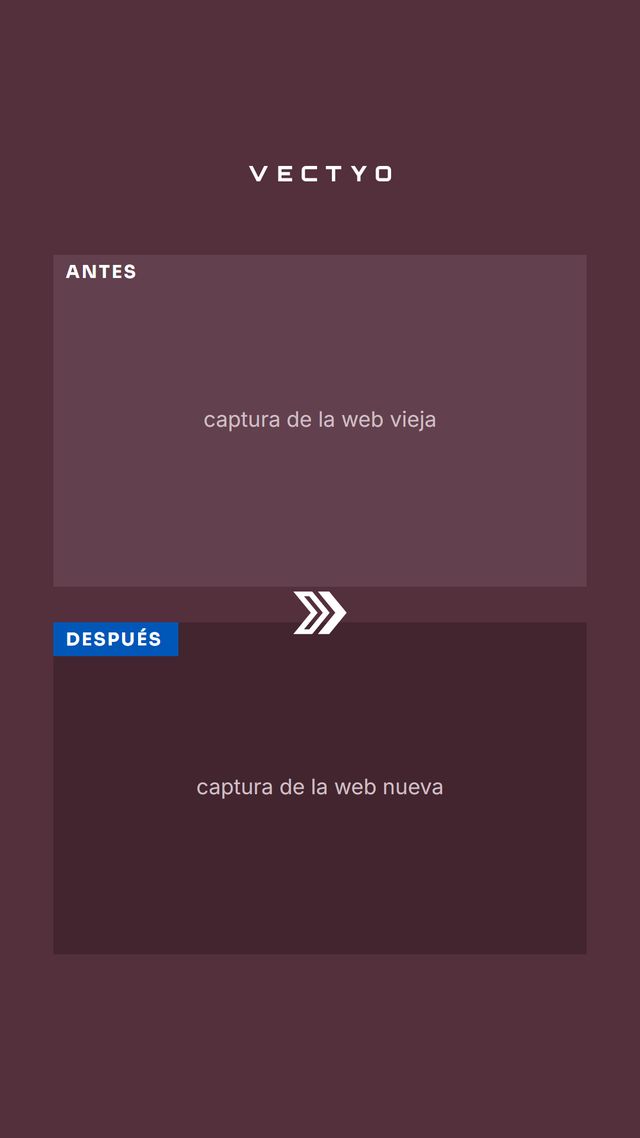 VECTYO
ANTES
captura de la web vieja
DESPUÉS
captura de la web nueva